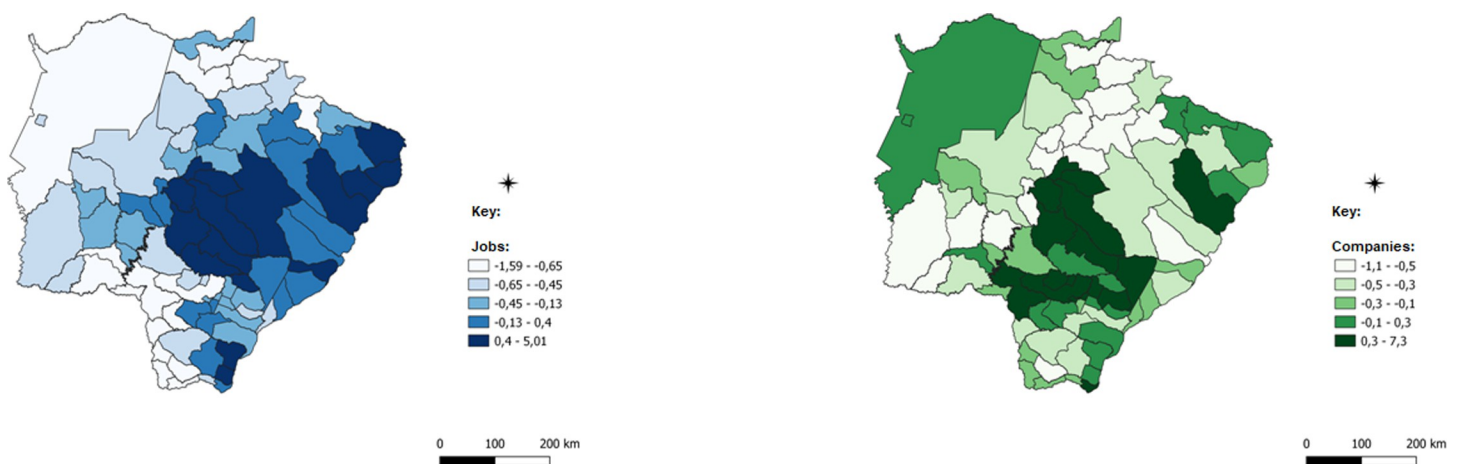 Key:
Jobs:
-1,59 - -0,65
-0,65 - -0,45
-0,45 - -0,13
-0,13 - 0,4
0,4 - 5,01
0 100 200 km
Key:
Companies:
-1,1 - -0,5
-0,5 - -0,3
-0,3 - -0,1
-0,1 - 0,3
0,3 - 7,3
0 100 200 km